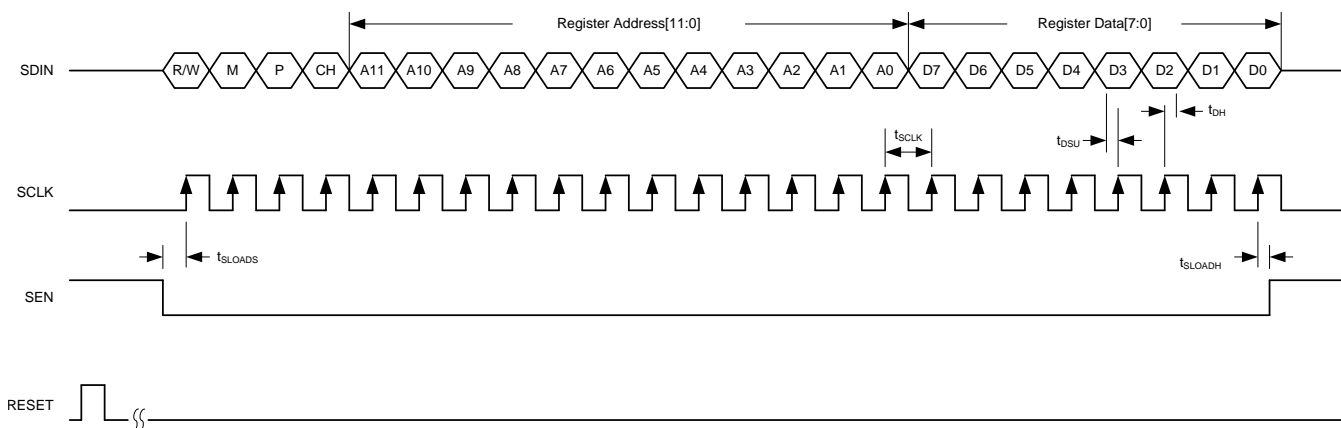 Register Address[11:0] Register Data[7:0]
SDIN R/W M P CH A11 A10 A9 A8 A7 A6 A5 A4 A3 A2 A1 A0 D7 D6 D5 D4 D3 D2 D1 D0
tDH
tSCLK tDSU
SCLK
tSLOADS tSLOADH
SEN
RESET